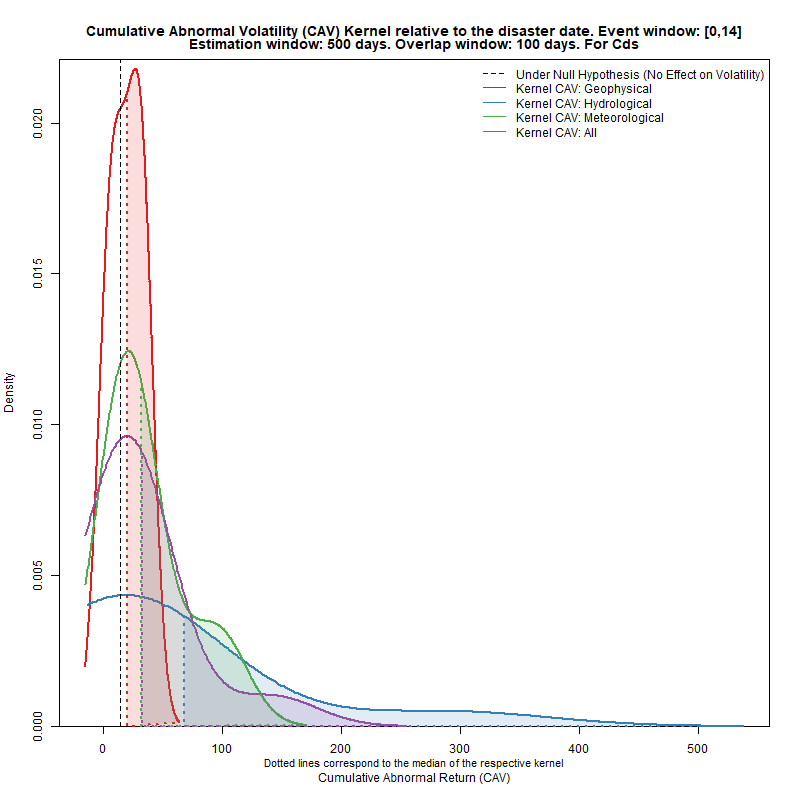 Cumulative Abnormal Volatility (CAV) Kernel relative to the disaster date. Event window: [0,14]
Estimation window: 500 days. Overlap window: 100 days. For Cds
Under Null Hypothesis (No Effect on Volatility)
Kernel CAV: Geophysical
Kernel CAV: Hydrological
Kernel CAV: Meteorological
Kernel CAV: All
Density
0.020
0.015
0.010
0.005
0.000
0 100 200 300 400 500
Dotted lines correspond to the median of the respective kernel
Cumulative Abnormal Return (CAV)